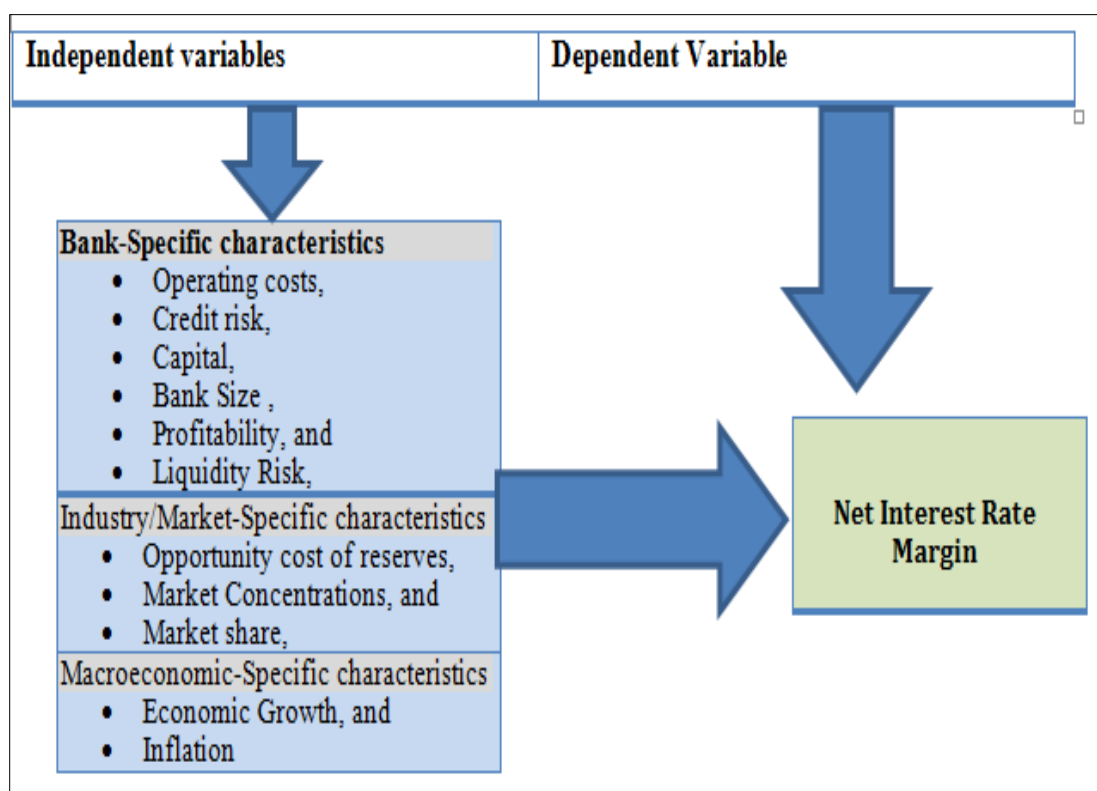 Independent variables
Dependent Variable
Bank-Specific characteristics
• Operating costs,
• Credit risk,
• Capital,
• Bank Size ,
• Profitability, and
• Liquidity Risk,
Industry/Market-Specific characteristics
• Opportunity cost of reserves,
• Market Concentrations, and
• Market share,
Macroeconomic-Specific characteristics
• Economic Growth, and
• Inflation
Net Interest Rate
Margin